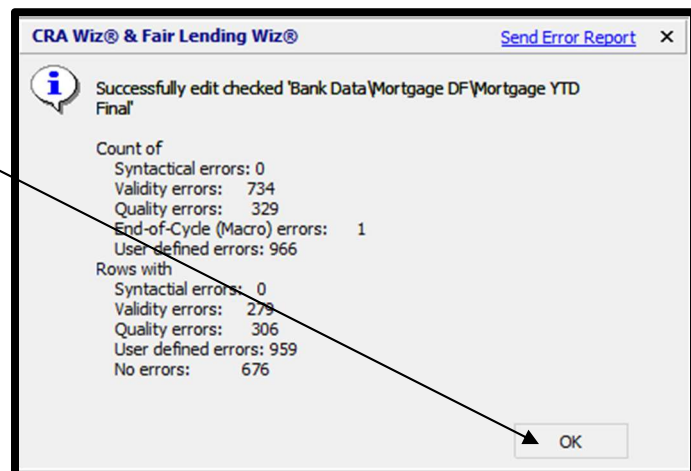 CRA Wiz® & Fair Lending Wiz® Send Error Report ×
Successfully edit checked 'Bank Data\Mortgage DF\Mortgage YTD
Final'
Count of
Syntactical errors: 0
Validity errors: 734
Quality errors: 329
End-of-Cycle (Macro) errors: 1
User defined errors: 966
Rows with
Syntactial errors: 0
Validity errors: 279
Quality errors: 306
User defined errors: 959
No errors: 676
OK